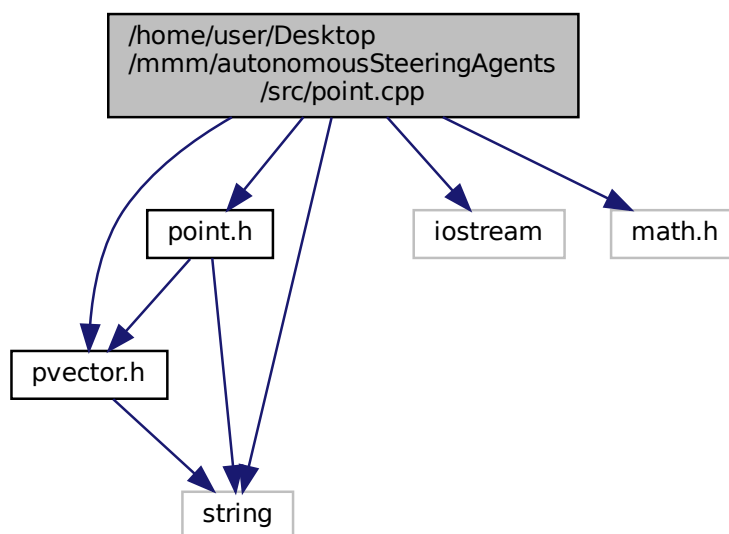 /home/user/Desktop
/mmm/autonomousSteeringAgents
/src/point.cpp
point.h
iostream
math.h
pvector.h
string